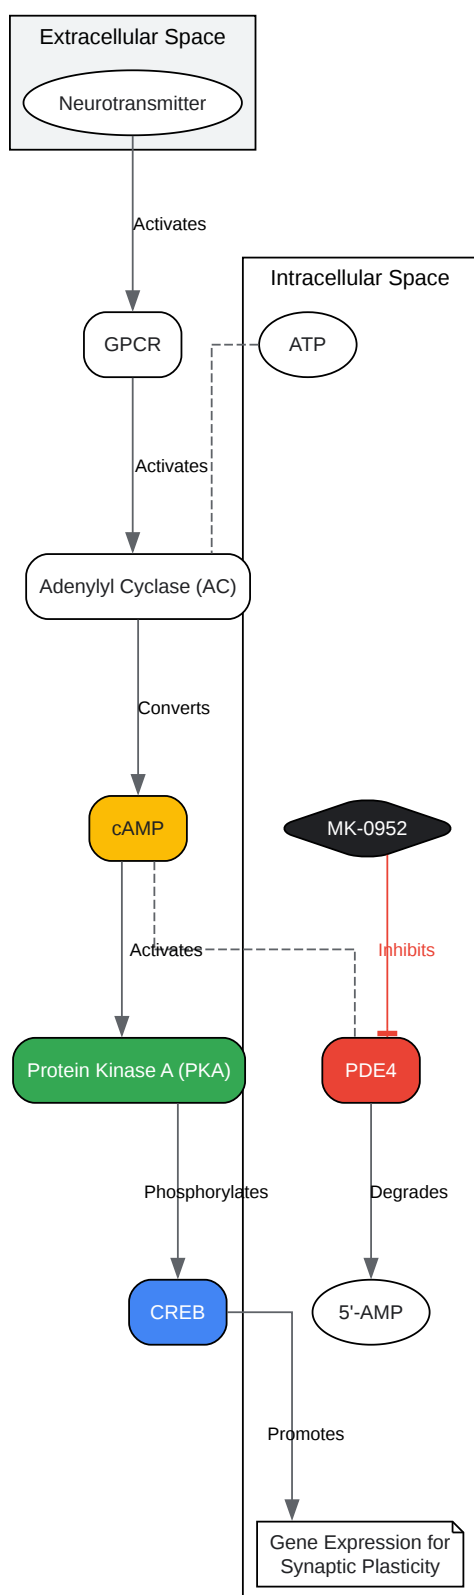 Extracellular Space
Neurotransmitter
Activates
Intracellular Space
GPCR
ATP
Activates
Adenylyl Cyclase (AC)
Converts
cAMP
MK-0952
Activates
Inhibits
Protein Kinase A (PKA)
PDE4
Phosphorylates
Degrades
CREB
5'-AMP
Promotes
Gene Expression for
Synaptic Plasticity